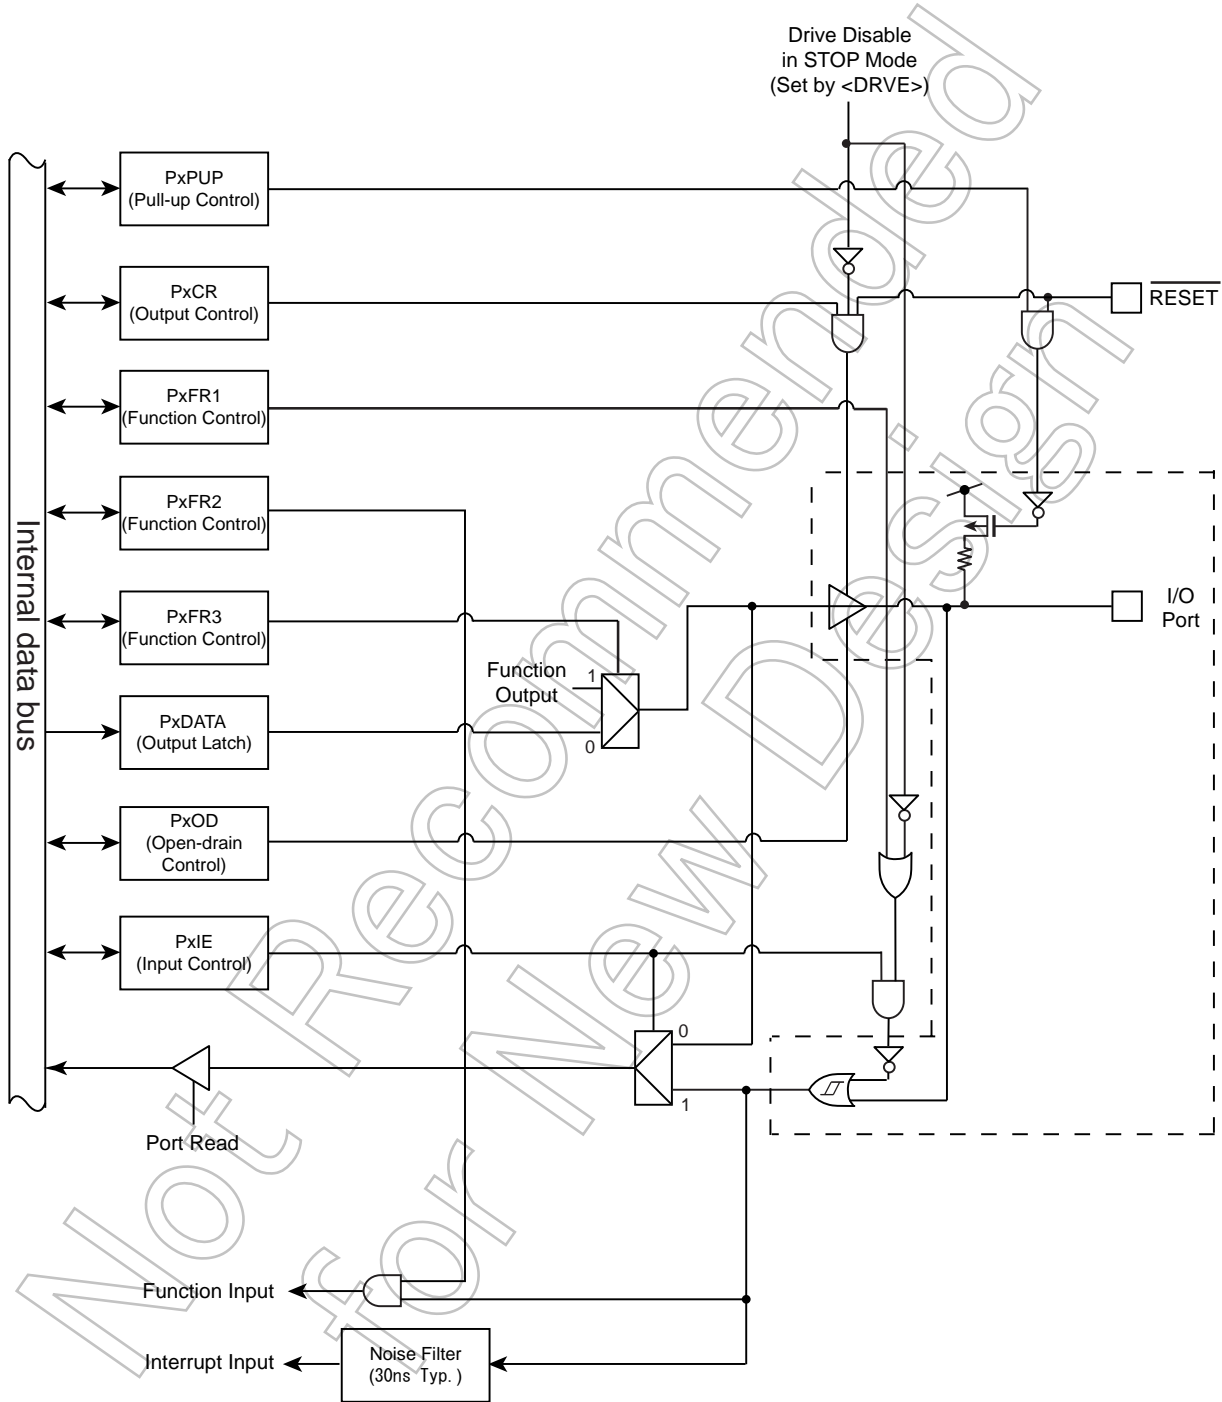 Drive Disable
in STOP Mode
(Set by <DRVE>)
PxPUP
(Pull-up Control)
PxCR
(Output Control)
RESET
PxFR1
(Function Control)
PxFR2
(Function Control)
Internal data bus
PxFR3
(Function Control)
I/O
Port
Function
Output
1
0
PxDATA
(Output Latch)
PxOD
(Open-drain
Control)
PxIE
(Input Control)
0
1
Port Read
Function Input
Interrupt Input
Noise Filter
(30ns Typ.)
Not Recommended
for New Design